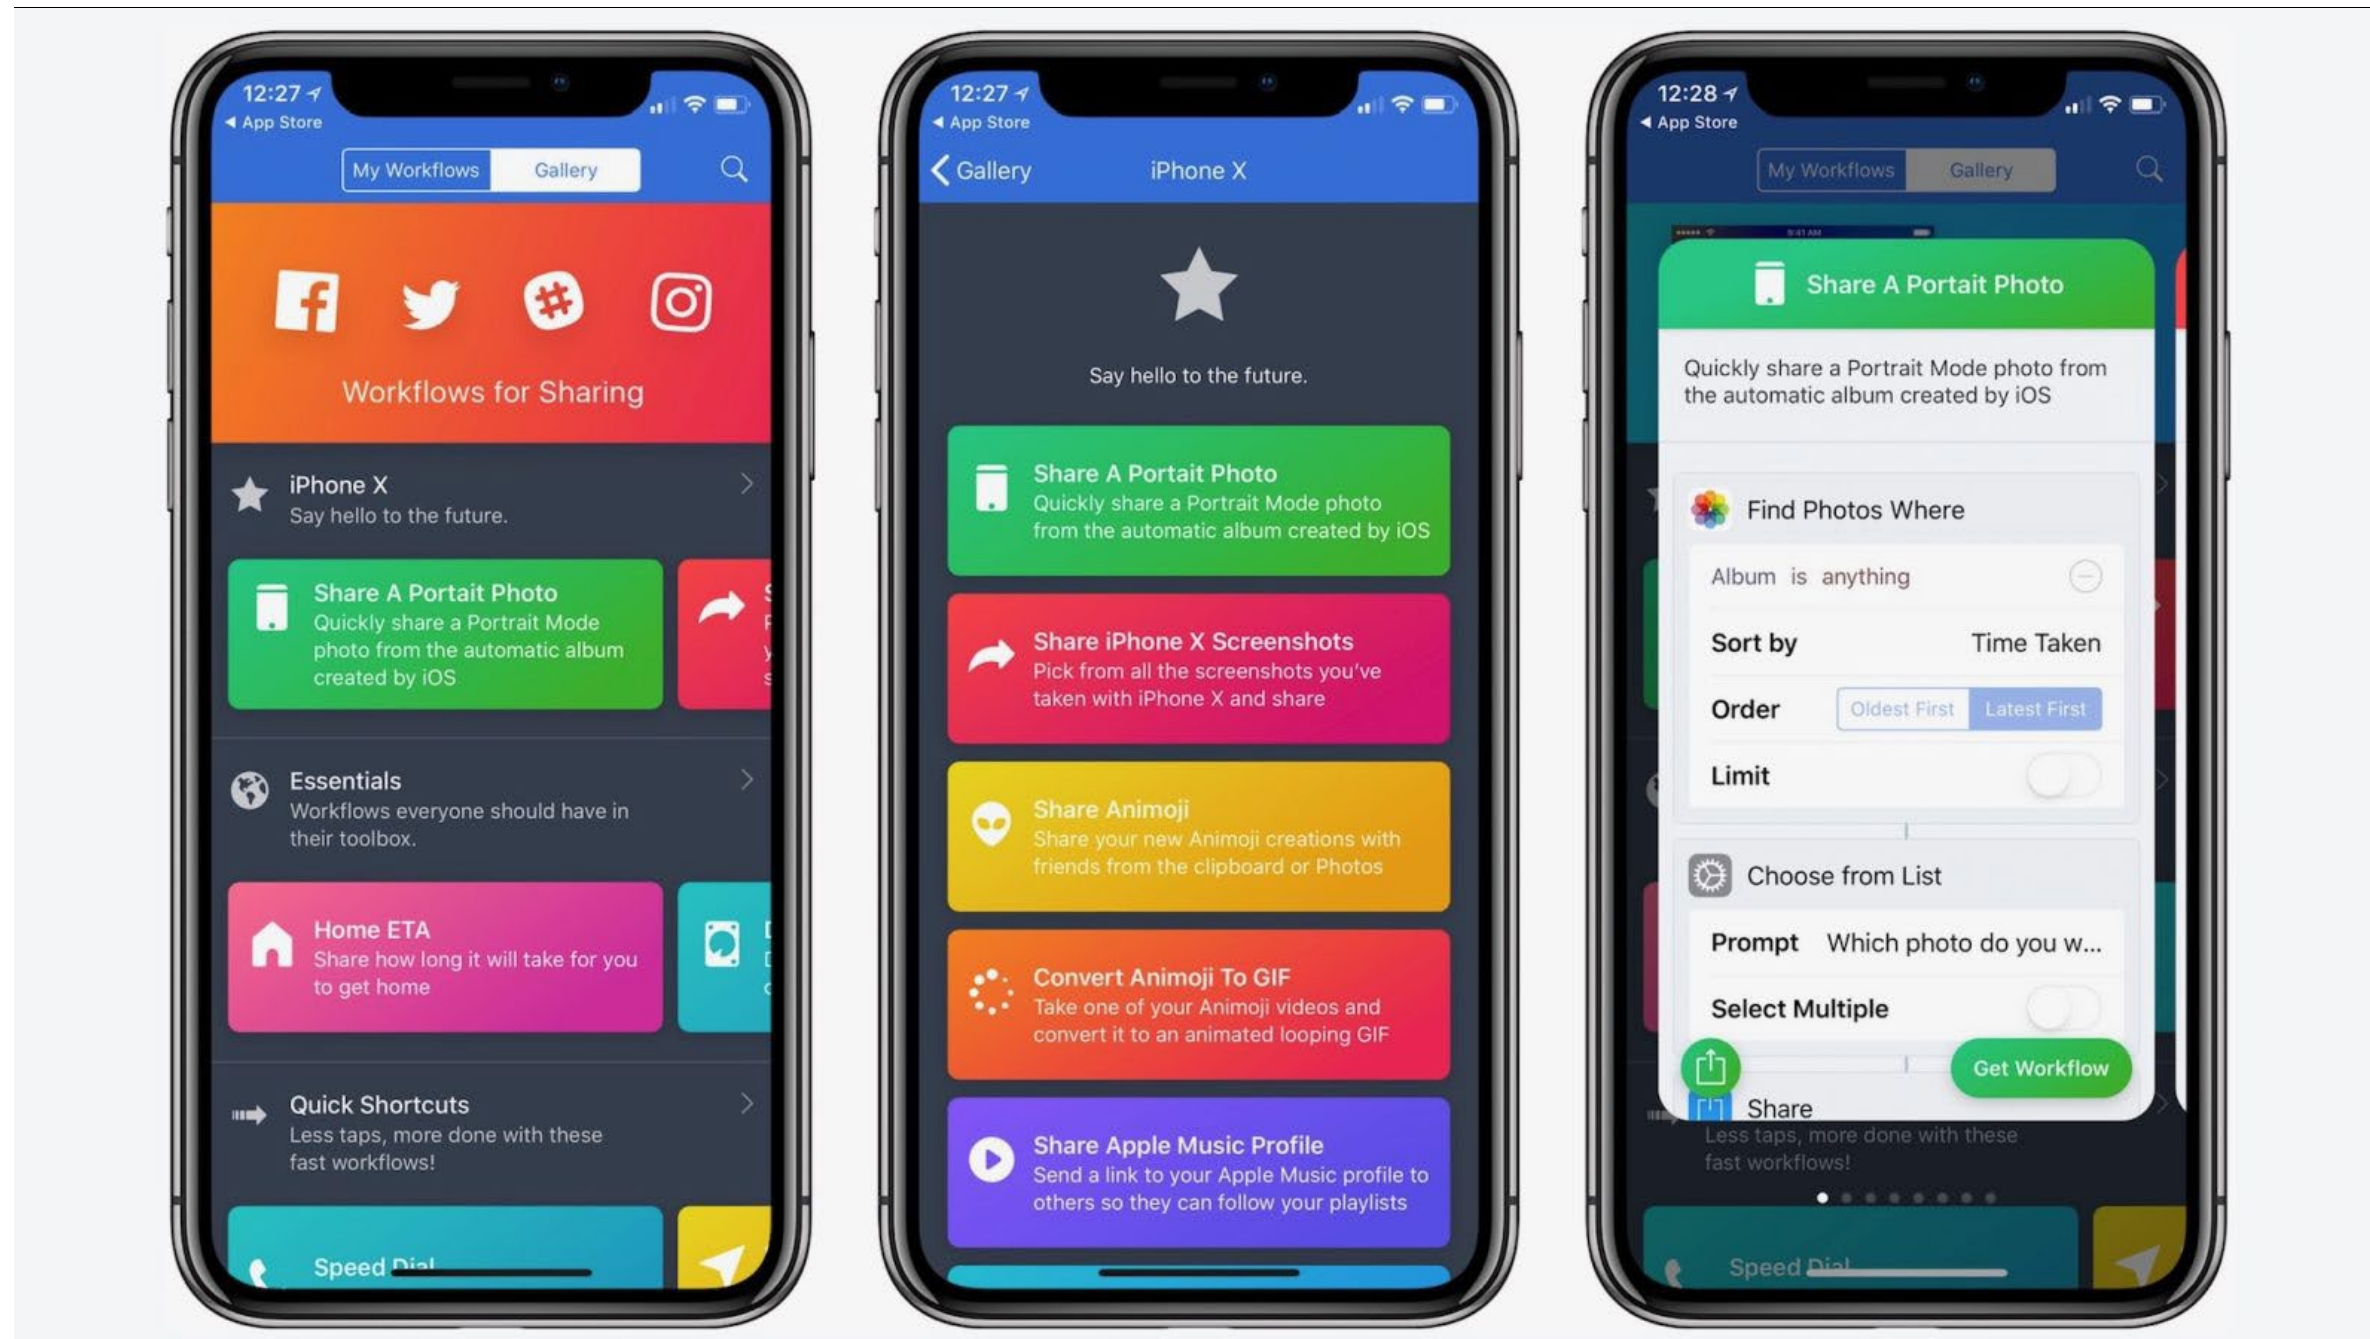 12:27
App Store
My Workflows Gallery
Workflows for Sharing
iPhone X
Say hello to the future.
Share A Portait Photo
Quickly share a Portrait Mode
photo from the automatic album
created by iOS
Essentials
Workflows everyone should have in
their toolbox.
Home ETA
Share how long it will take for you
to get home
Quick Shortcuts
Less taps, more done with these
fast workflows!
Speed Dial
12:27
App Store
Gallery iPhone X
Say hello to the future.
Share A Portait Photo
Quickly share a Portrait Mode photo
from the automatic album created by iOS
Share iPhone X Screenshots
Pick from all the screenshots you've
taken with iPhone X and share
Share Animoji
Share your new Animoji creations with
friends from the clipboard or Photos
Convert Animoji To GIF
Take one of your Animoji videos and
convert it to an animated looping GIF
Share Apple Music Profile
Send a link to your Apple Music profile to
others so they can follow your playlists
12:28
App Store
My Workflows Gallery
9:41 AM
Share A Portait Photo
Quickly share a Portrait Mode photo from
the automatic album created by iOS
Find Photos Where
Album is anything
Sort by Time Taken
Order Oldest First Latest First
Limit
Choose from List
Prompt Which photo do you w...
Select Multiple
Get Workflow
Share
Less taps, more done with these
fast workflows!
Speed Dial